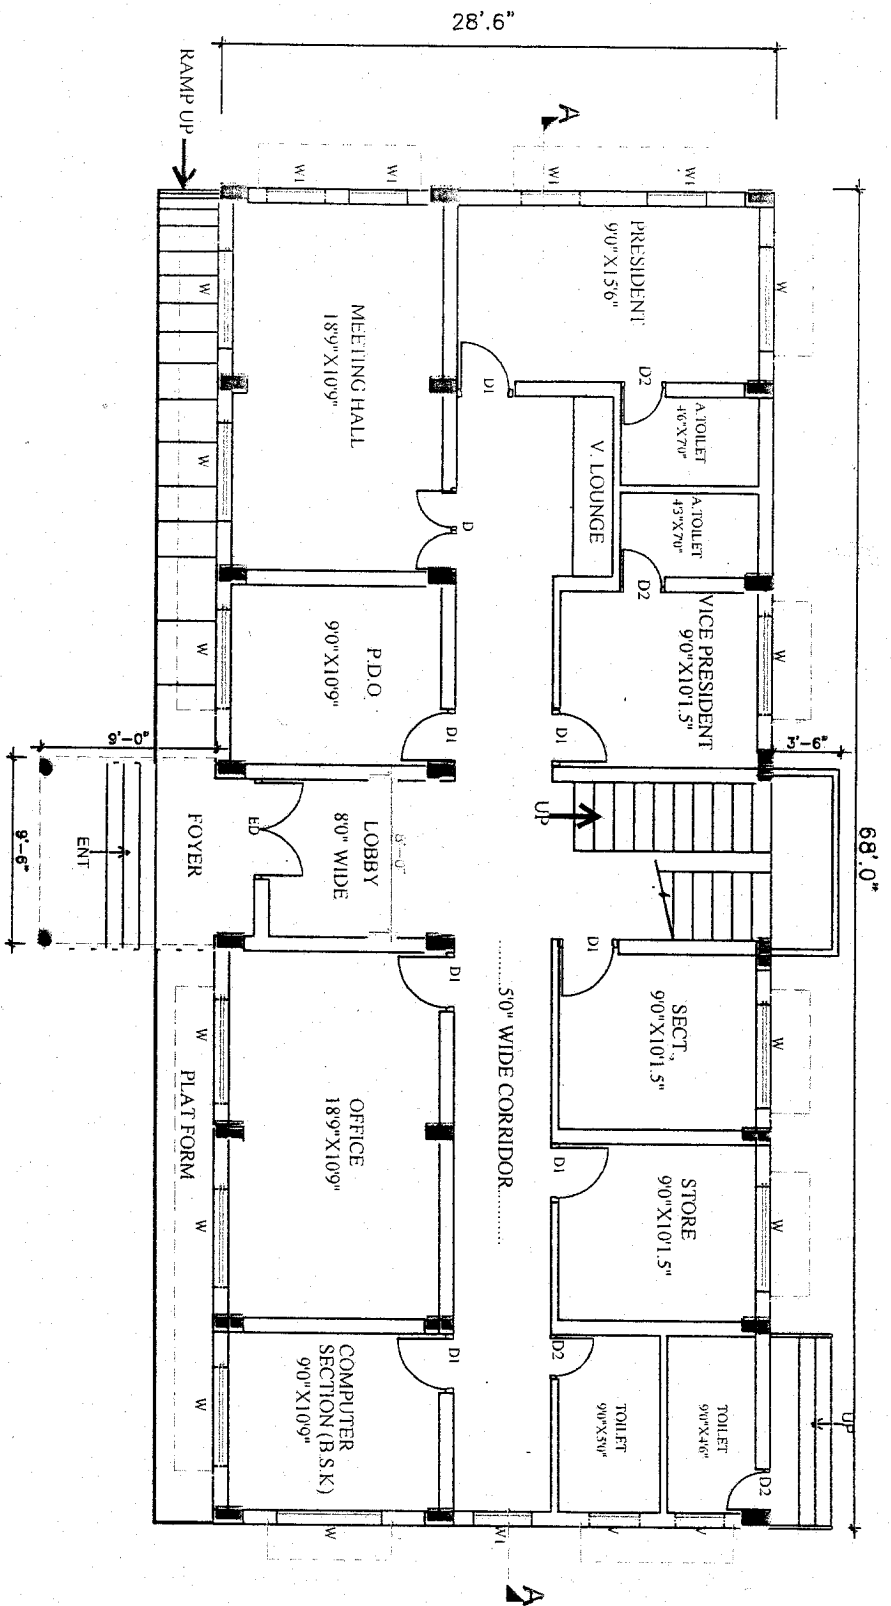 28'.6"
RAMP UP
A
W1
W1
W1
W1
PRESIDENT
9'0"X15'6"
W
W
MEETING HALL
18'9"X10'9"
D1
D2
A.TOILET
4'6"X7'0"
W
V. LOUNGE
D
A.TOILET
4'3"X7'0"
D2
W
P.D.O
9'0"X10'9"
VICE PRESIDENT
9'0"X10'1.5"
W
D1
D1
9'-0"
3'-6"
9'-6"
ENT
FOYER
ED
LOBBY
8'0" WIDE
8'-0"
UP
68'.0"
D1
D1
5'0" WIDE CORRIDOR
SECT.,
9'0"X10'1.5"
W
W
PLAT FORM
OFFICE
18'9"X10'9"
D1
STORE
9'0"X10'1.5"
W
W
D1
D2
COMPUTER
SECTION (B.S.K)
9'0"X10'9"
TOILET
9'0"X5'0"
TOILET
9'0"X4'6"
UP
D2
W
W
W1
V
V
A